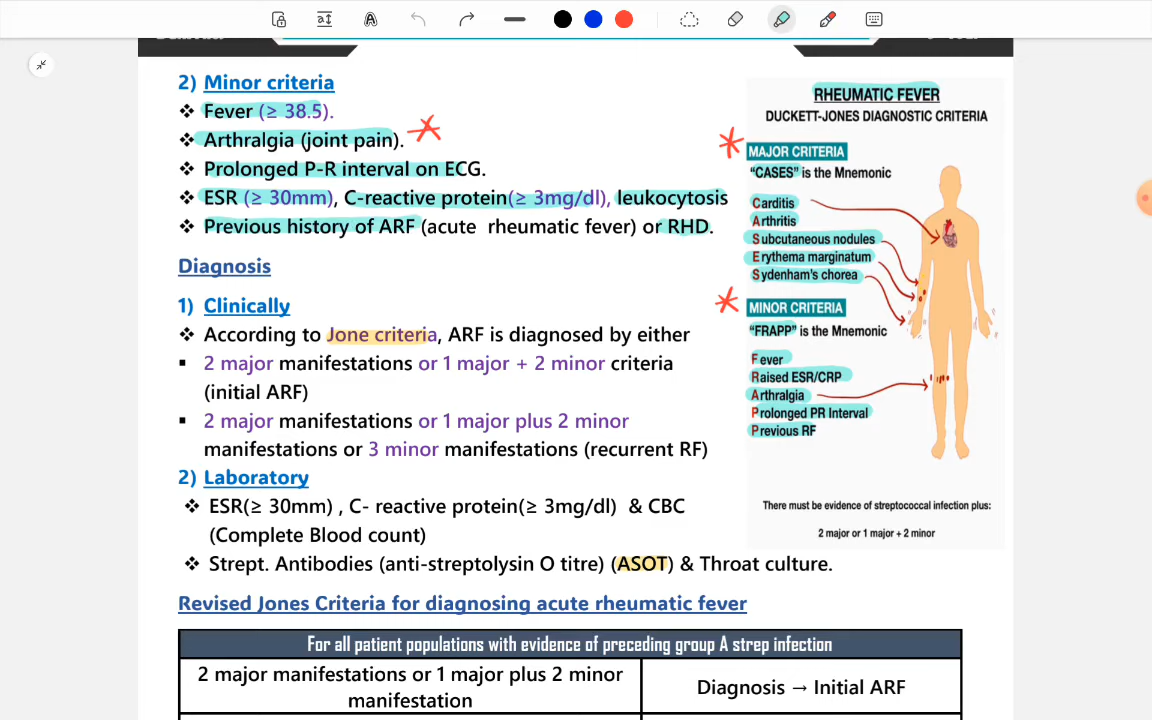 2) Minor criteria
❖ Fever (≥ 38.5).
❖ Arthralgia (joint pain).
❖ Prolonged P-R interval on ECG.
❖ ESR (≥ 30mm), C-reactive protein(≥ 3mg/dl), leukocytosis
❖ Previous history of ARF (acute rheumatic fever) or RHD.
Diagnosis
1) Clinically
❖ According to Jone criteria, ARF is diagnosed by either
▪ 2 major manifestations or 1 major + 2 minor criteria
(initial ARF)
▪ 2 major manifestations or 1 major plus 2 minor
manifestations or 3 minor manifestations (recurrent RF)
2) Laboratory
❖ ESR(≥ 30mm) , C- reactive protein(≥ 3mg/dl) & CBC
(Complete Blood count)
❖ Strept. Antibodies (anti-streptolysin O titre) (ASOT) & Throat culture.
RHEUMATIC FEVER
DUCKETT-JONES DIAGNOSTIC CRITERIA
MAJOR CRITERIA
“CASES” is the Mnemonic
Carditis
Arthritis
Subcutaneous nodules
Erythema marginatum
Sydenham's chorea
MINOR CRITERIA
“FRAPP” is the Mnemonic
Fever
Raised ESR/CRP
Arthralgia
Prolonged PR Interval
Previous RF
There must be evidence of streptococcal infection plus:
2 major or 1 major + 2 minor
Revised Jones Criteria for diagnosing acute rheumatic fever
For all patient populations with evidence of preceding group A strep infection
2 major manifestations or 1 major plus 2 minor
manifestation
Diagnosis → Initial ARF